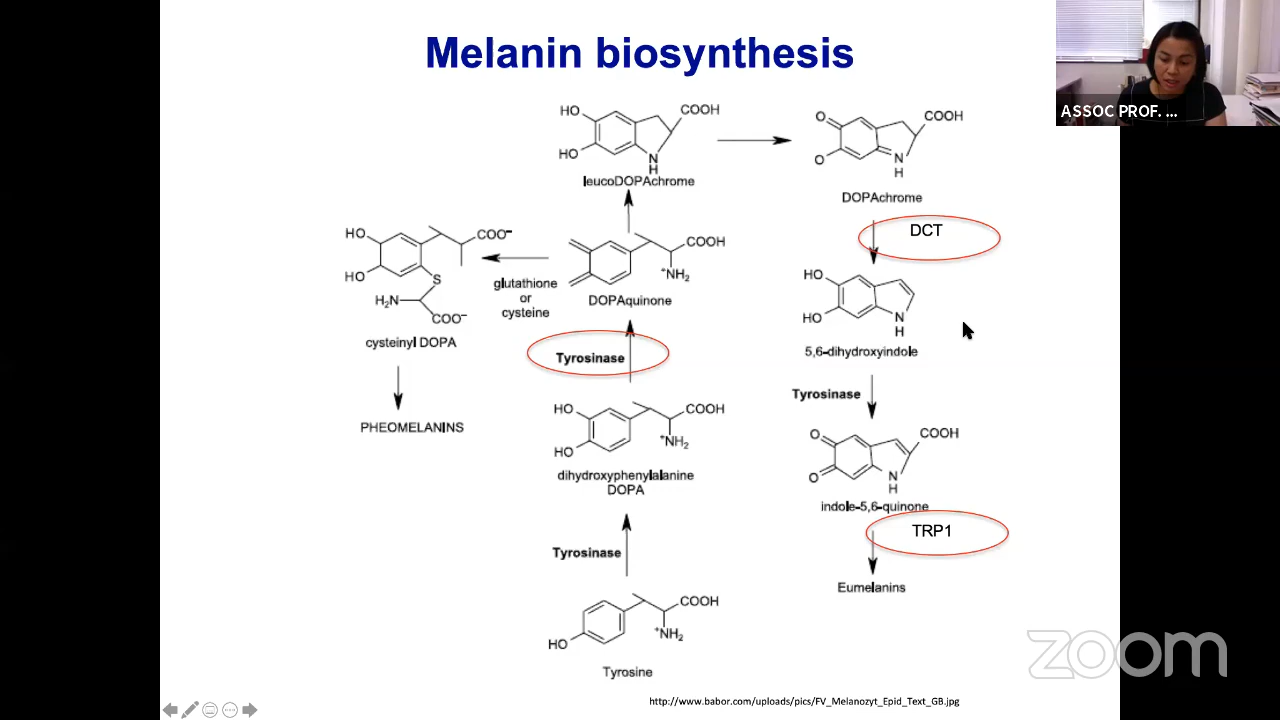 Melanin biosynthesis
ASSOC PROF. ...
HO
COOH
HO
N
H
leucoDOPAchrome
O
COOH
O
N
H
DOPAchrome
DCT
HO
COO⁻
HO
S
H₂N
COO⁻
cysteinyl DOPA
PHEOMELANINS
glutathione
or
cysteine
COOH
⁺NH₂
DOPAquinone
Tyrosinase
HO
COOH
HO
⁺NH₂
dihydroxyphenylalanine
DOPA
Tyrosinase
COOH
HO
⁺NH₂
Tyrosine
HO
HO
N
H
5,6-dihydroxyindole
Tyrosinase
O
COOH
O
N
H
indole-5,6-quinone
TRP1
Eumelanins
zoom
http://www.babor.com/uploads/pics/FV_Melanozyt_Epid_Text_GB.jpg